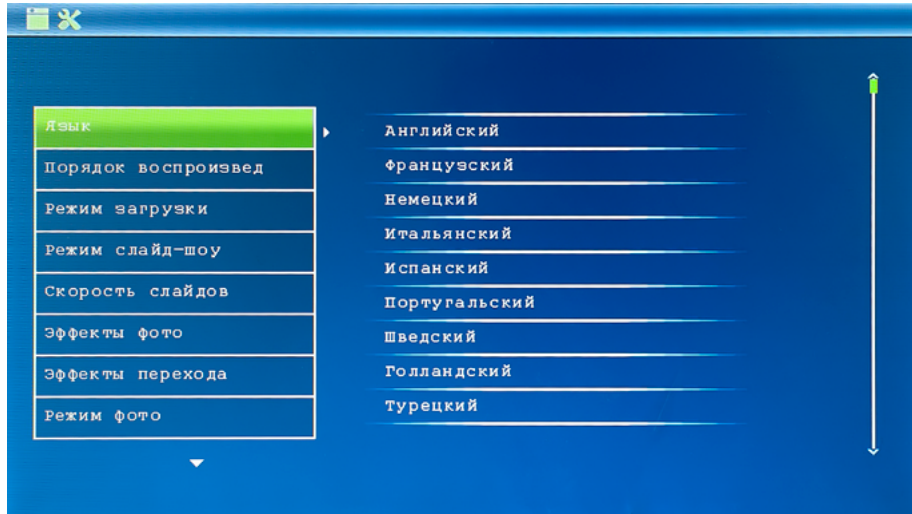 Язык
Порядок воспроизвед
Режим загрузки
Режим слайд-шоу
Скорость слайдов
Эффекты фото
Эффекты перехода
Режим фото
Английский
Французский
Немецкий
Итальянский
Испанский
Португальский
Шведский
Голландский
Турецкий